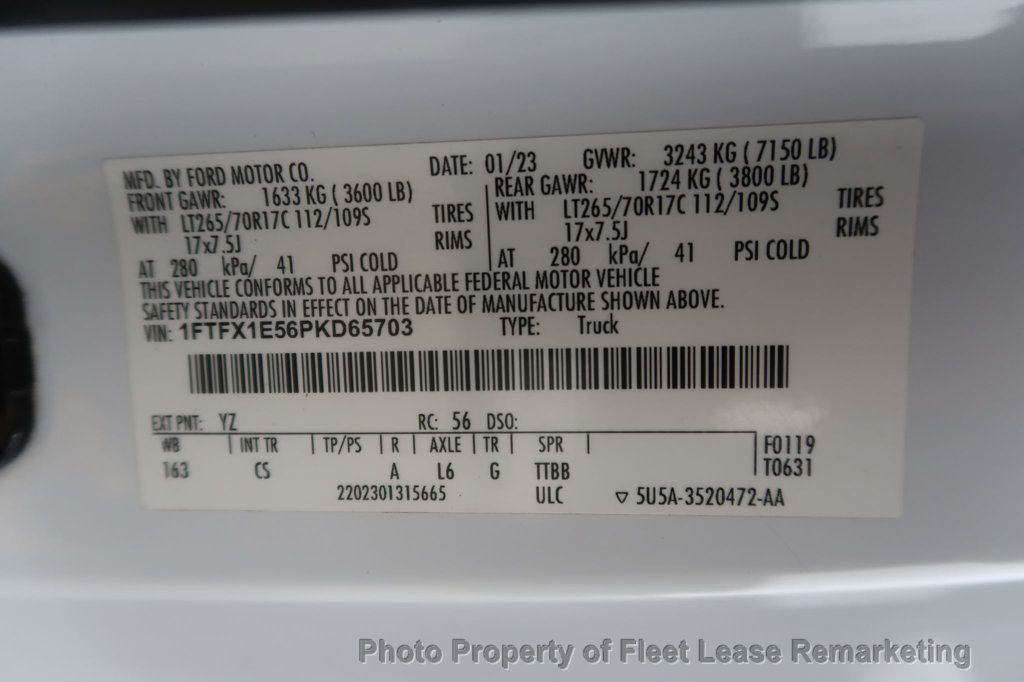 MFD. BY FORD MOTOR CO. DATE: 01/23 GVWR: 3243 KG ( 7150 LB)
FRONT GAWR: 1633 KG ( 3600 LB) REAR GAWR: 1724 KG ( 3800 LB)
WITH LT265/70R17C 112/109S TIRES WITH LT265/70R17C 112/109S TIRES
17x7.5J RIMS 17x7.5J RIMS
AT 280 kPa/ 41 PSI COLD AT 280 kPa/ 41 PSI COLD
THIS VEHICLE CONFORMS TO ALL APPLICABLE FEDERAL MOTOR VEHICLE
SAFETY STANDARDS IN EFFECT ON THE DATE OF MANUFACTURE SHOWN ABOVE.
VIN: 1FTFX1E56PKD65703 TYPE: Truck
EXT PNT: YZ RC: 56 DSO:
WB INT TR TP/PS R AXLE TR SPR F0119
163 CS A L6 G TTBB T0631
2202301315665 ULC ▽ 5U5A-3520472-AA
Photo Property of Fleet Lease Remarketing